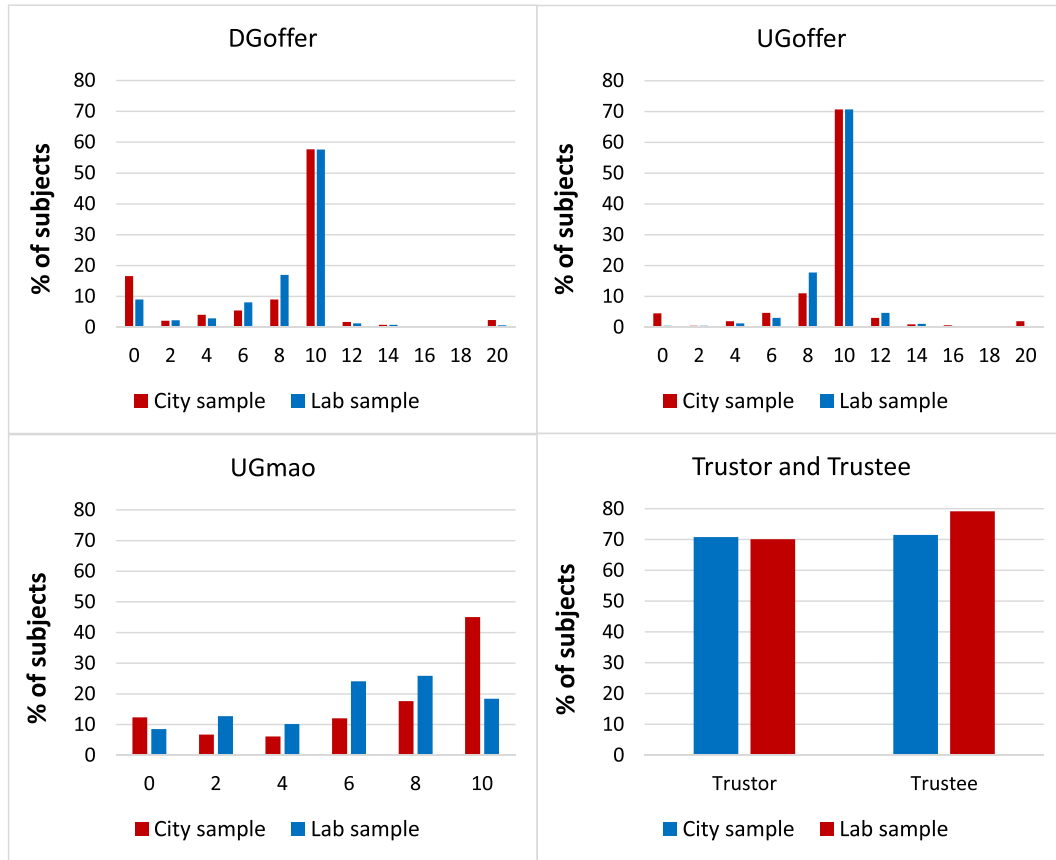 DGoffer
% of subjects
80
70
60
50
40
30
20
10
0
0 2 4 6 8 10 12 14 16 18 20
City sample Lab sample
UGoffer
% of subjects
80
70
60
50
40
30
20
10
0
0 2 4 6 8 10 12 14 16 18 20
City sample Lab sample
UGmao
% of subjects
80
70
60
50
40
30
20
10
0
0 2 4 6 8 10
City sample Lab sample
Trustor and Trustee
% of subjects
80
70
60
50
40
30
20
10
0
Trustor Trustee
City sample Lab sample